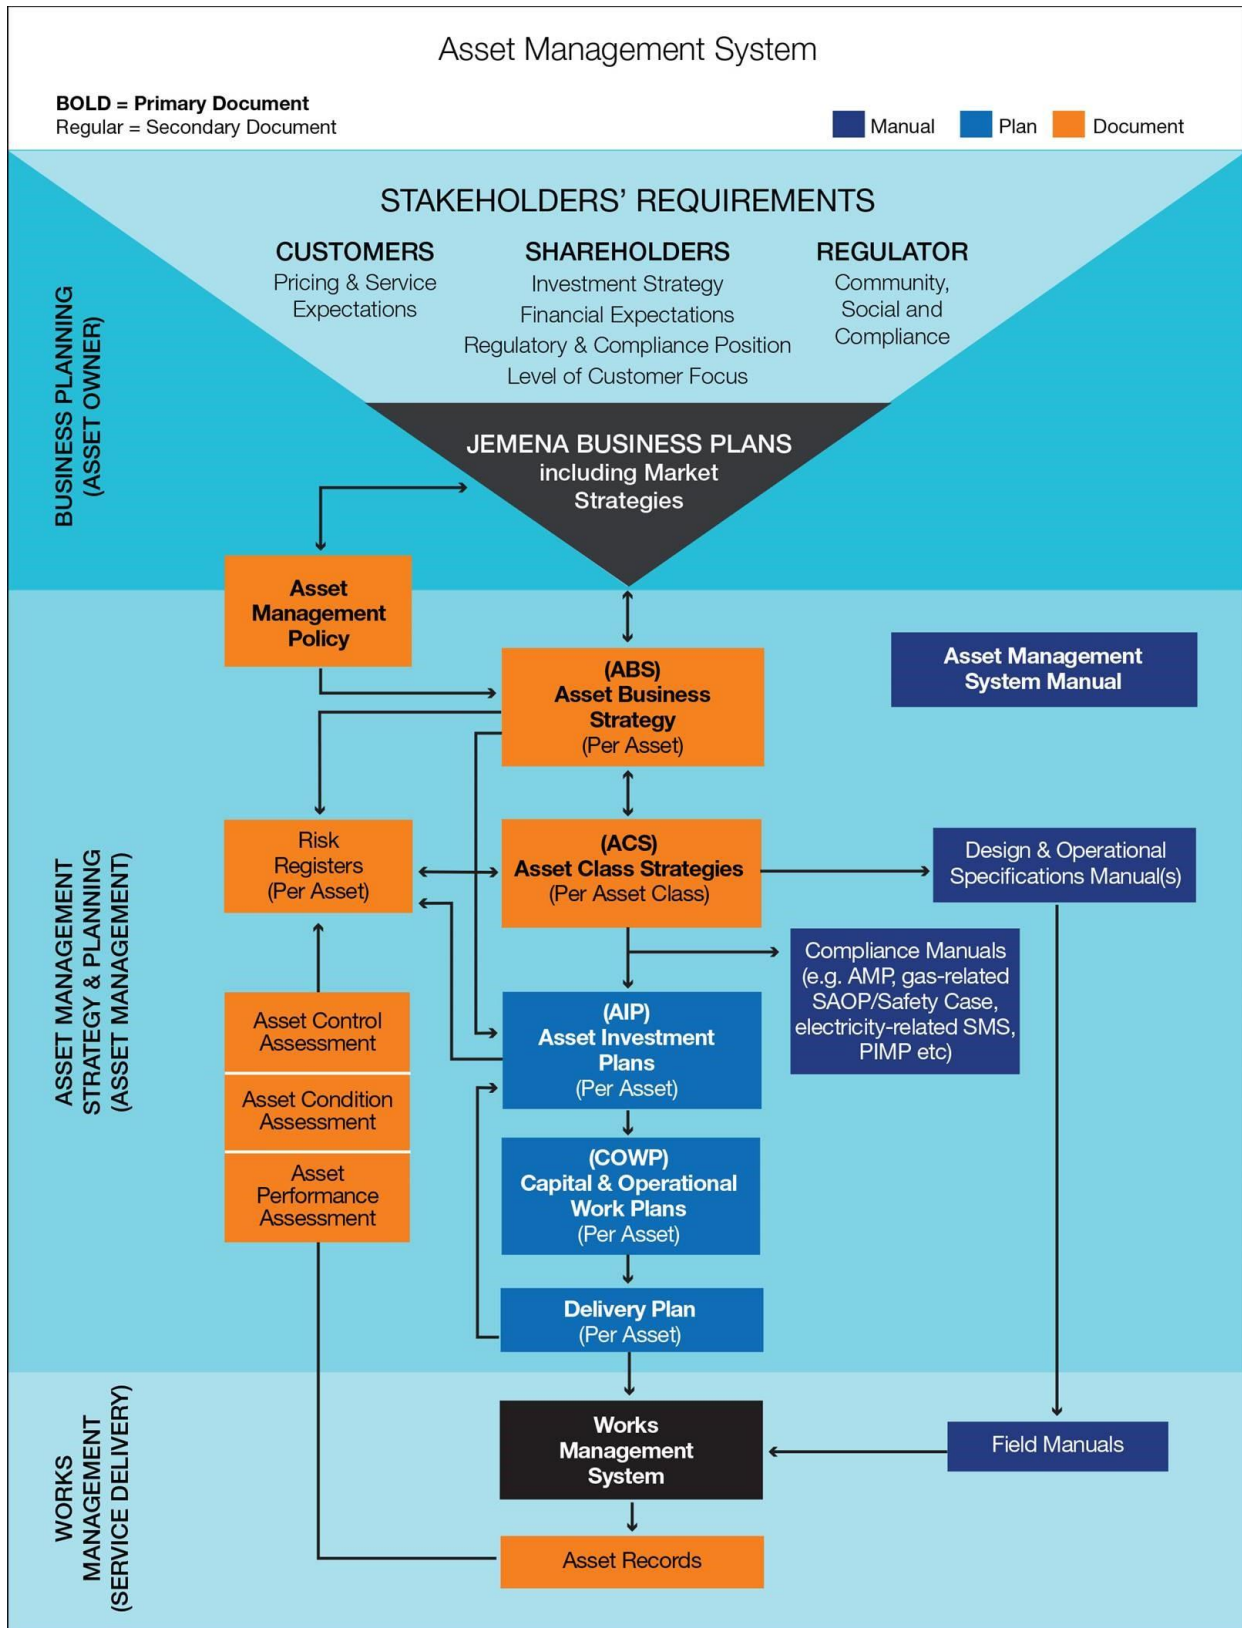 Asset Management System
BOLD = Primary Document
Regular = Secondary Document
Manual
Plan
Document
STAKEHOLDERS’ REQUIREMENTS
CUSTOMERS
Pricing & Service
Expectations
SHAREHOLDERS
Investment Strategy
Financial Expectations
Regulatory & Compliance Position
Level of Customer Focus
REGULATOR
Community,
Social and
Compliance
BUSINESS PLANNING
(ASSET OWNER)
JEMENA BUSINESS PLANS
including Market
Strategies
Asset
Management
Policy
(ABS)
Asset Business
Strategy
(Per Asset)
Asset Management
System Manual
ASSET MANAGEMENT
STRATEGY & PLANNING
(ASSET MANAGEMENT)
Risk
Registers
(Per Asset)
(ACS)
Asset Class Strategies
(Per Asset Class)
Design & Operational
Specifications Manual(s)
Compliance Manuals
(e.g. AMP, gas-related
SAOP/Safety Case,
electricity-related SMS,
PIMP etc)
Asset Control
Assessment
Asset Condition
Assessment
Asset
Performance
Assessment
(AIP)
Asset Investment
Plans
(Per Asset)
(COWP)
Capital & Operational
Work Plans
(Per Asset)
Delivery Plan
(Per Asset)
WORKS
MANAGEMENT
(SERVICE DELIVERY)
Works
Management
System
Field Manuals
Asset Records